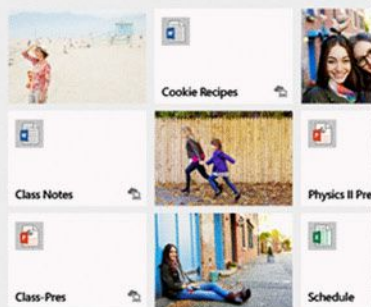 Cookie Recipes
Class Notes
Physics II Pre
Class-Pres
Schedule